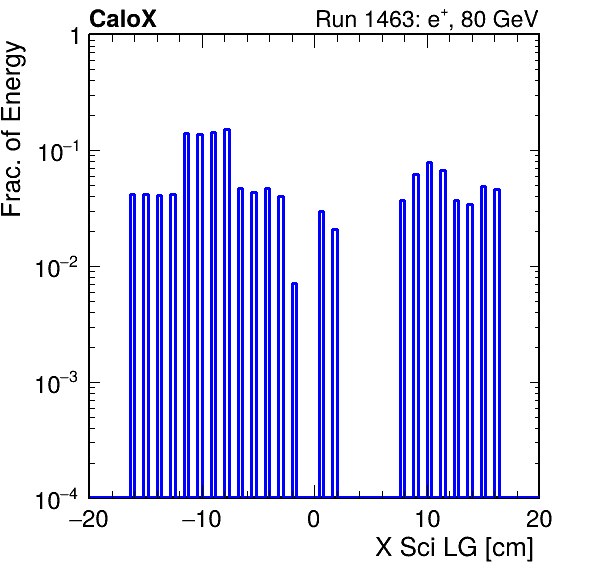 CaloX Run 1463: e⁺, 80 GeV
Frac. of Energy
1
10⁻¹
10⁻²
10⁻³
10⁻⁴
−20 −10 0 10 20
X Sci LG [cm]